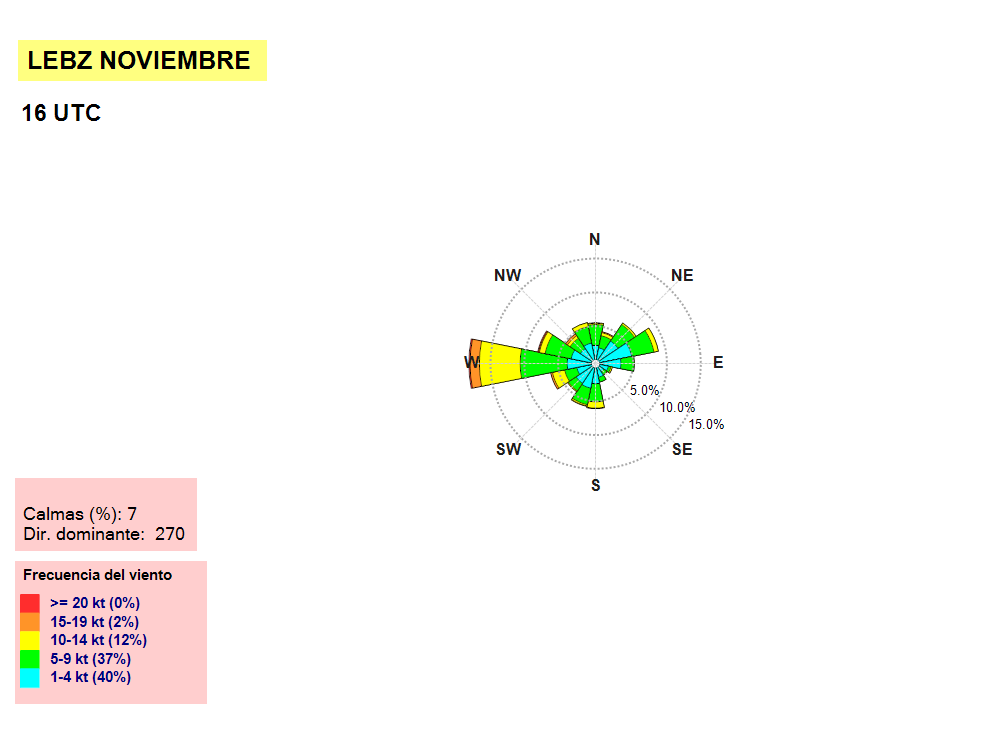 LEBZ NOVIEMBRE
16 UTC
N
NW
NE
W
E
5.0%
10.0%
15.0%
SW
SE
S
Calmas (%): 7
Dir. dominante:  270
Frecuencia del viento
>= 20 kt (0%)
15-19 kt (2%)
10-14 kt (12%)
5-9 kt (37%)
1-4 kt (40%)